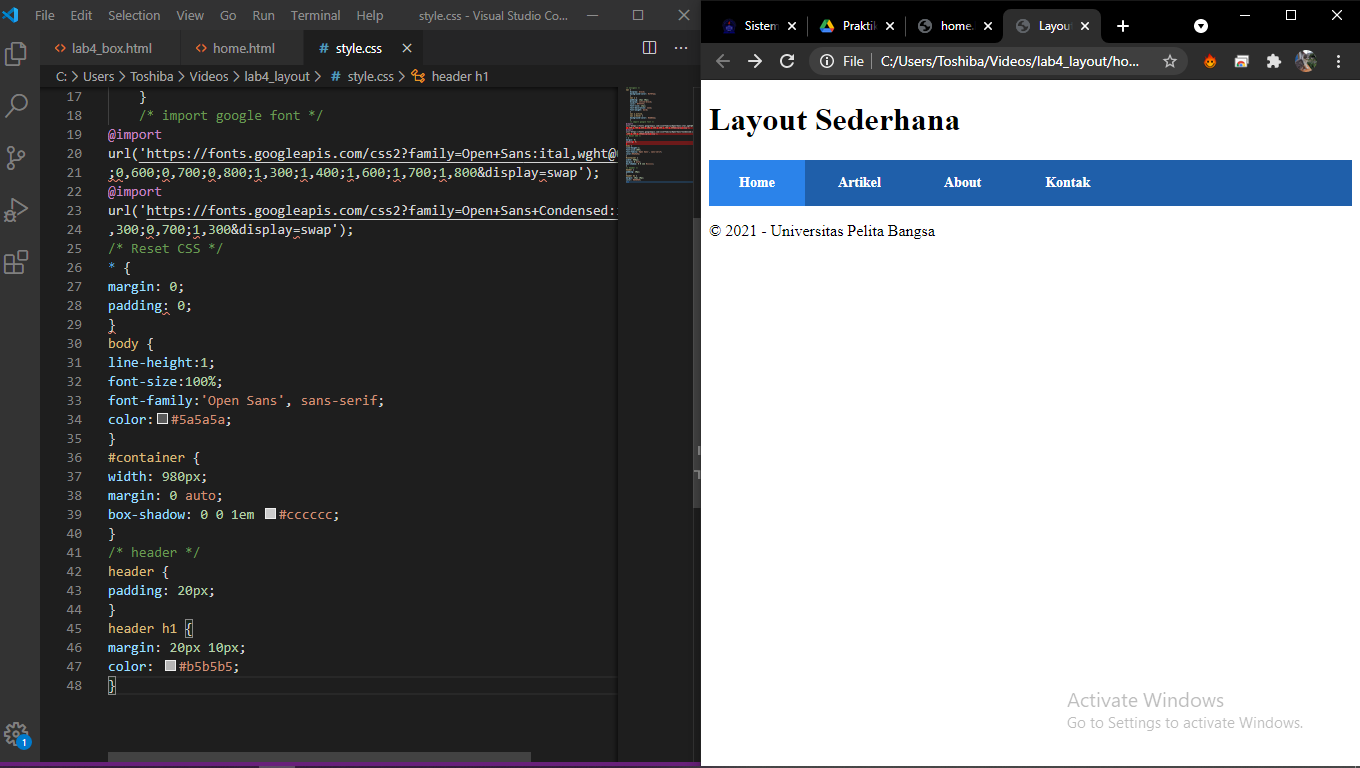 File Edit Selection View Go Run Terminal Help style.css - Visual Studio Co...
lab4_box.html home.html # style.css
C: > Users > Toshiba > Videos > lab4_layout > # style.css > header h1
17 }
18 /* import google font */
19 @import
20 url('https://fonts.googleapis.com/css2?family=Open+Sans:ital,wght@
21 ;0,600;0,700;0,800;1,300;1,400;1,600;1,700;1,800&display=swap');
22 @import
23 url('https://fonts.googleapis.com/css2?family=Open+Sans+Condensed:
24 ,300;0,700;1,300&display=swap');
25 /* Reset CSS */
26 * {
27 margin: 0;
28 padding: 0;
29 }
30 body {
31 line-height:1;
32 font-size:100%;
33 font-family:'Open Sans', sans-serif;
34 color:#5a5a5a;
35 }
36 #container {
37 width: 980px;
38 margin: 0 auto;
39 box-shadow: 0 0 1em #cccccc;
40 }
41 /* header */
42 header {
43 padding: 20px;
44 }
45 header h1 {
46 margin: 20px 10px;
47 color: #b5b5b5;
48 }
1
Sistem Praktik home. Layou
File C:/Users/Toshiba/Videos/lab4_layout/ho...
Layout Sederhana
Home Artikel About Kontak
© 2021 - Universitas Pelita Bangsa
Activate Windows
Go to Settings to activate Windows.